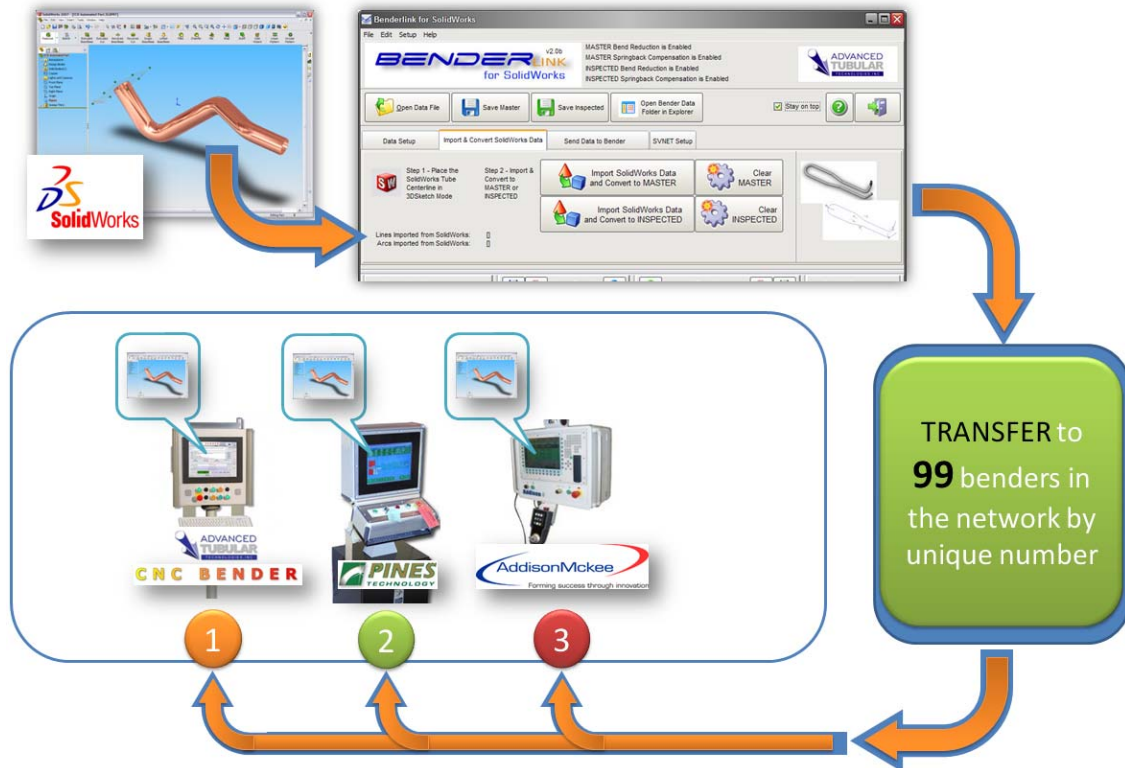 SolidWorks
Benderlink for SolidWorks
File Edit Setup Help
BENDERLINK
v2.0b
for SolidWorks
MASTER Bend Reduction is Enabled
MASTER Springback Compensation is Enabled
INSPECTED Bend Reduction is Enabled
INSPECTED Springback Compensation is Enabled
ADVANCED
TUBULAR
TECHNOLOGIES INC
Open Data File
Save Master
Save Inspected
Open Bender Data
Folder in Explorer
Stay on top
Data Setup
Import & Convert SolidWorks Data
Send Data to Bender
SVNET Setup
Step 1 - Place the
SolidWorks Tube
Centerline in
3DSketch Mode
Step 2 - Import &
Convert to
MASTER or
INSPECTED
Import SolidWorks Data
and Convert to MASTER
Clear
MASTER
Import SolidWorks Data
and Convert to INSPECTED
Clear
INSPECTED
Lines Imported from SolidWorks:
Arcs Imported from SolidWorks:
TRANSFER to
99 benders in
the network by
unique number
ADVANCED
TUBULAR
TECHNOLOGIES INC
CNC BENDER
PINES
TECHNOLOGY
AddisonMckee
Forming success through innovation
1
2
3